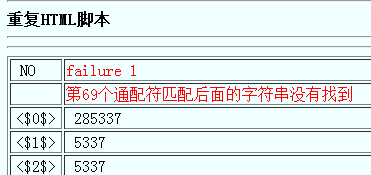 重复HTML脚本
NO failure 1
第69个通配符匹配后面的字符串没有找到
<$0$> 285337
<$1$> 5337
<$2$> 5337